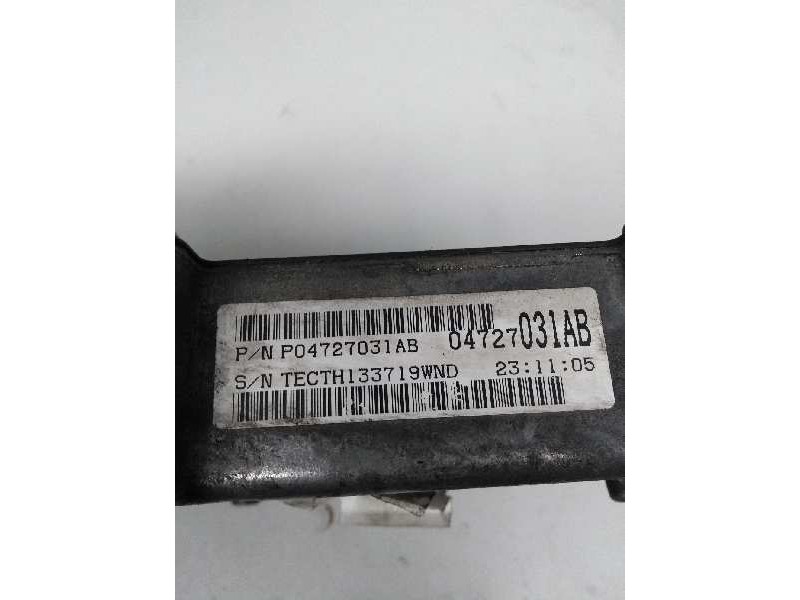 P/N P04727031AB 04727031AB
S/N TECTH133719WND 23:11:05